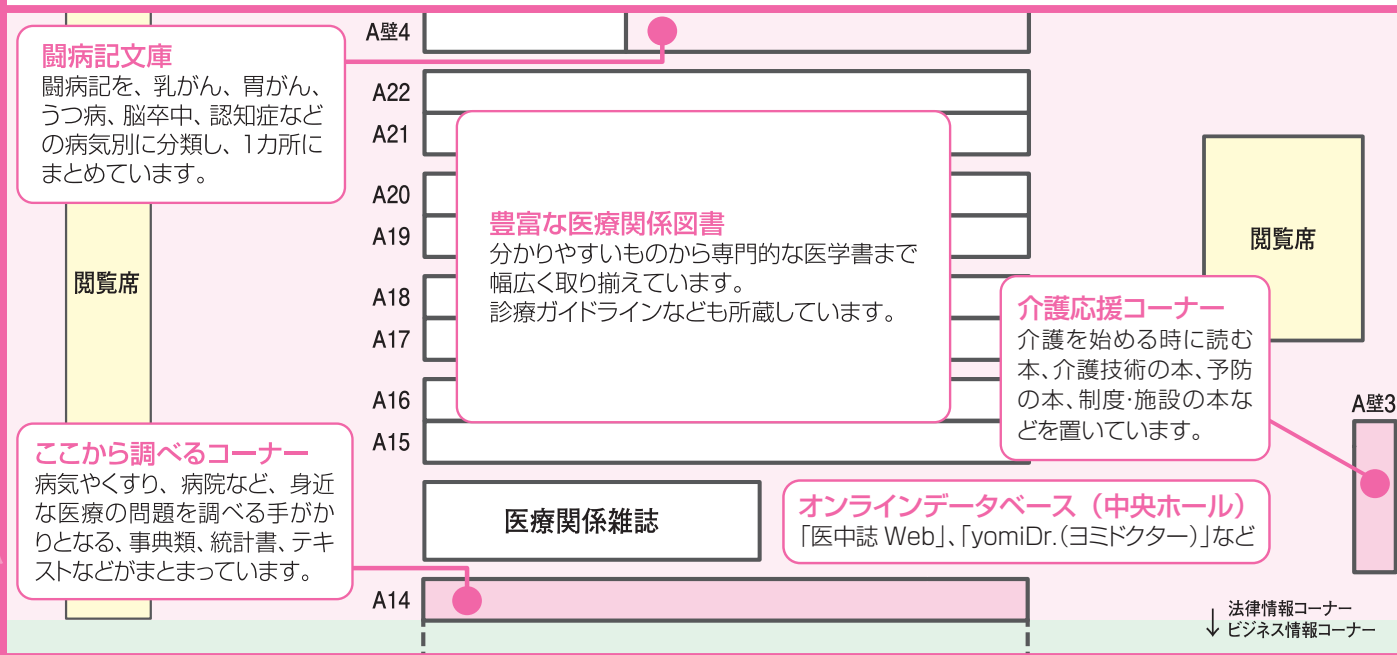 闘病記文庫
闘病記を、乳がん、胃がん、
うつ病、脳卒中、認知症など
の病気別に分類し、1カ所に
まとめています。
A壁4
A22
A21
A20
A19
A18
A17
A16
A15
豊富な医療関係図書
分かりやすいものから専門的な医学書まで
幅広く取り揃えています。
診療ガイドラインなども所蔵しています。
閲覧席
閲覧席
介護応援コーナー
介護を始める時に読む
本、介護技術の本、予防
の本、制度・施設の本な
どを置いています。
A壁3
ここから調べるコーナー
病気やくすり、病院など、身近
な医療の問題を調べる手がか
りとなる、事典類、統計書、テキ
ストなどがまとまっています。
医療関係雑誌
オンラインデータベース（中央ホール）
「医中誌 Web」、「yomiDr.（ヨミドクター）」など
A14
↓ 法律情報コーナー
ビジネス情報コーナー